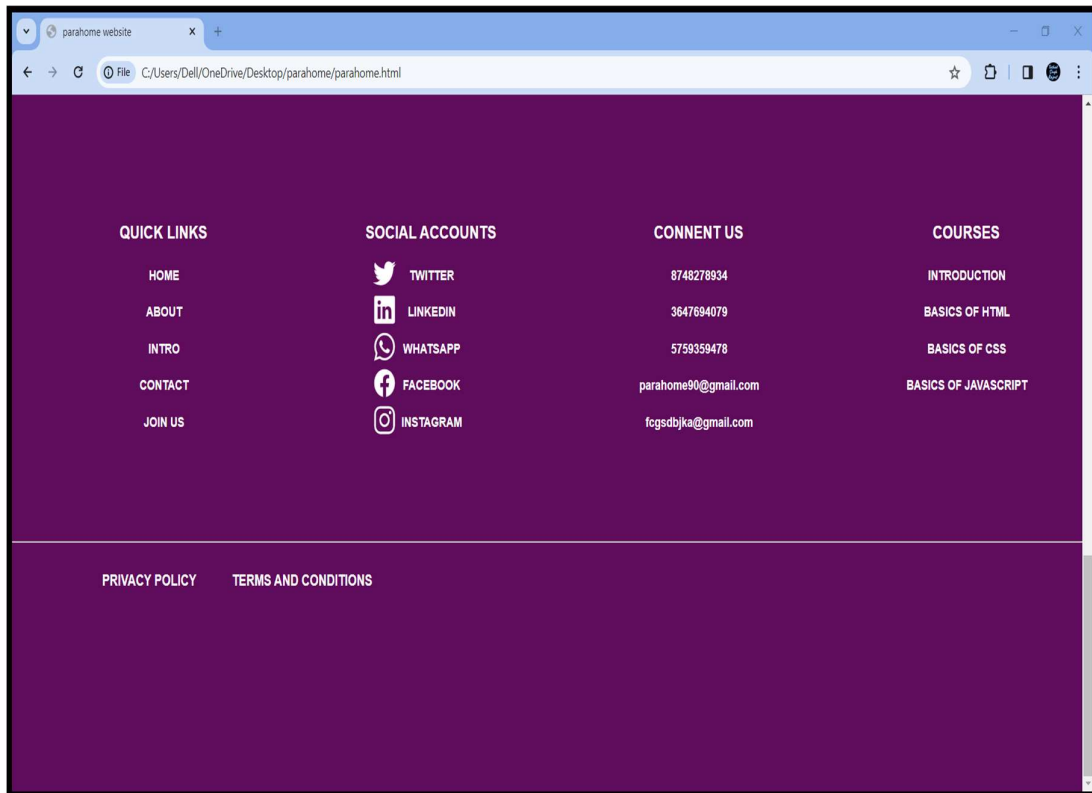 parahome website
File C:/Users/Dell/OneDrive/Desktop/parahome/parahome.html
QUICK LINKS
HOME
ABOUT
INTRO
CONTACT
JOIN US
SOCIAL ACCOUNTS
TWITTER
LINKEDIN
WHATSAPP
FACEBOOK
INSTAGRAM
CONNENT US
8748278934
3647694079
5759359478
parahome90@gmail.com
fcgsdbjka@gmail.com
COURSES
INTRODUCTION
BASICS OF HTML
BASICS OF CSS
BASICS OF JAVASCRIPT
PRIVACY POLICY TERMS AND CONDITIONS